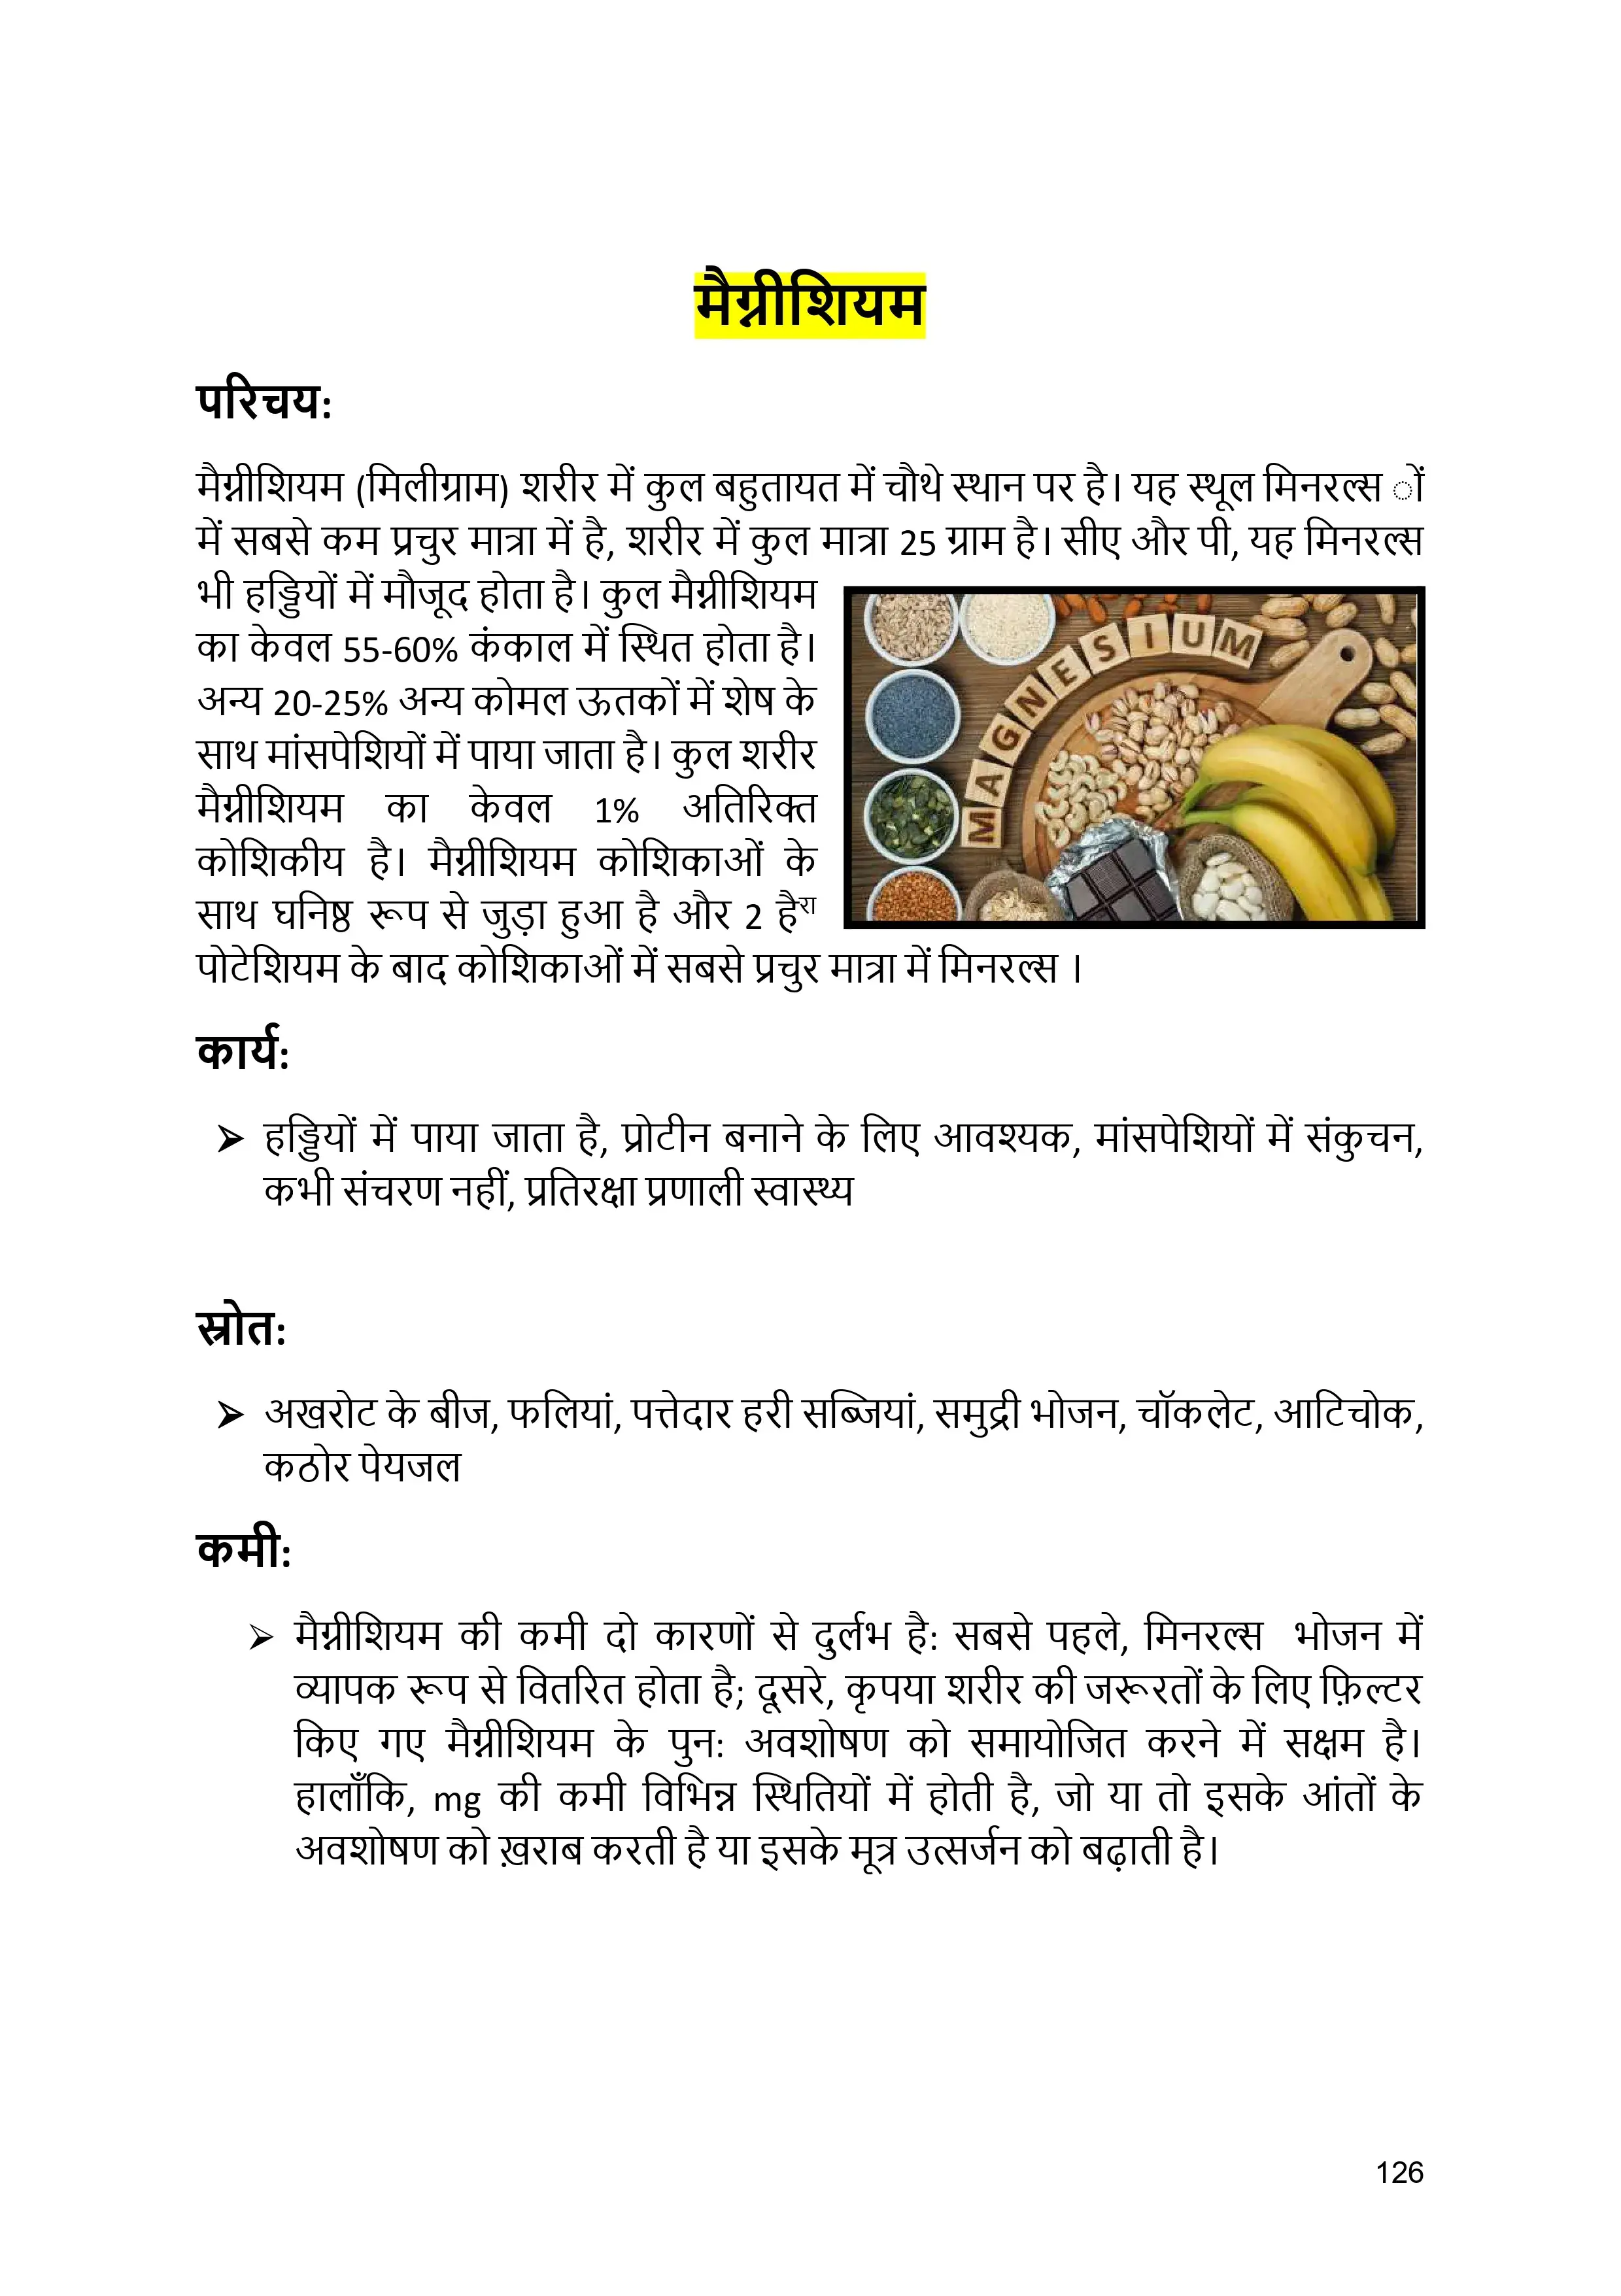 मैग्नीशियम
परिचय:
मैग्नीशियम (मिलीग्राम) शरीर में कुल बहुतायत में चौथे स्थान पर है। यह स्थूल मिनरल्स ों
में सबसे कम प्रचुर मात्रा में है, शरीर में कुल मात्रा 25 ग्राम है। सीए और पी, यह मिनरल्स
भी हड्डियों में मौजूद होता है। कुल मैग्नीशियम
का केवल 55-60% कंकाल में स्थित होता है।
अन्य 20-25% अन्य कोमल ऊतकों में शेष के
साथ मांसपेशियों में पाया जाता है। कुल शरीर
मैग्नीशियम का केवल 1% अतिरिक्त
कोशिकीय है। मैग्नीशियम कोशिकाओं के
साथ घनिष्ठ रूप से जुड़ा हुआ है और 2 हैरा
पोटेशियम के बाद कोशिकाओं में सबसे प्रचुर मात्रा में मिनरल्स ।
MAGNESIUM
कार्य:
➢ हड्डियों में पाया जाता है, प्रोटीन बनाने के लिए आवश्यक, मांसपेशियों में संकुचन,
कभी संचरण नहीं, प्रतिरक्षा प्रणाली स्वास्थ्य
स्रोत:
➢ अखरोट के बीज, फलियां, पत्तेदार हरी सब्जियां, समुद्री भोजन, चॉकलेट, आटिचोक,
कठोर पेयजल
कमी:
➢ मैग्नीशियम की कमी दो कारणों से दुर्लभ है: सबसे पहले, मिनरल्स भोजन में
व्यापक रूप से वितरित होता है; दूसरे, कृपया शरीर की जरूरतों के लिए फ़िल्टर
किए गए मैग्नीशियम के पुन: अवशोषण को समायोजित करने में सक्षम है।
हालाँकि, mg की कमी विभिन्न स्थितियों में होती है, जो या तो इसके आंतों के
अवशोषण को ख़राब करती है या इसके मूत्र उत्सर्जन को बढ़ाती है।
126